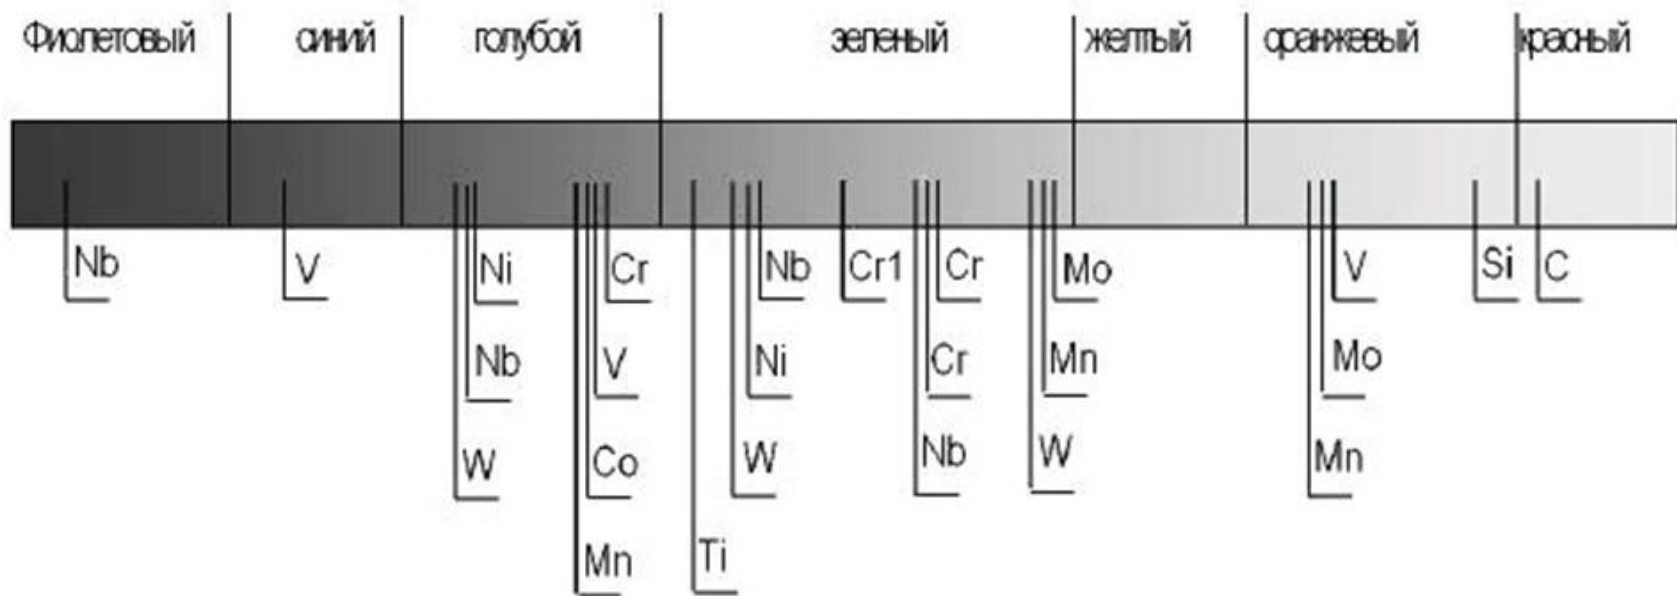 Фиолетовый синий голубой зеленый желтый оранжевый красный
Nb V Ni Cr Nb Cr1 Cr Mo V Si C
Nb V Ni Cr Mn Mo
W Co W Nb W Mn
Mn Ti